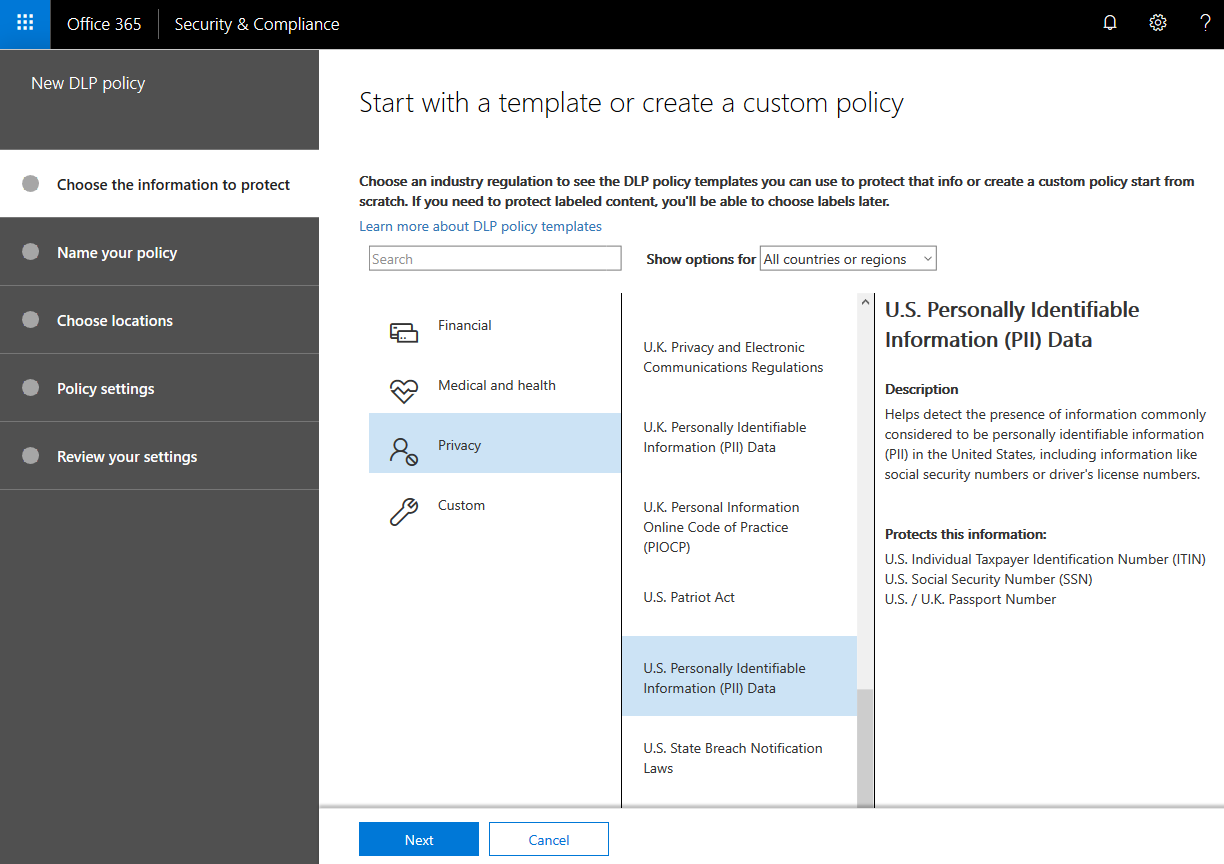 Office 365
Security & Compliance
?
New DLP policy
Choose the information to protect
Name your policy
Choose locations
Policy settings
Review your settings
Start with a template or create a custom policy
Choose an industry regulation to see the DLP policy templates you can use to protect that info or create a custom policy start from
scratch. If you need to protect labeled content, you'll be able to choose labels later.
Learn more about DLP policy templates
Search
Show options for
All countries or regions
Financial
Medical and health
Privacy
Custom
U.K. Privacy and Electronic
Communications Regulations
U.K. Personally Identifiable
Information (PII) Data
U.K. Personal Information
Online Code of Practice
(PIOCP)
U.S. Patriot Act
U.S. Personally Identifiable
Information (PII) Data
U.S. State Breach Notification
Laws
U.S. Personally Identifiable
Information (PII) Data
Description
Helps detect the presence of information commonly
considered to be personally identifiable information
(PII) in the United States, including information like
social security numbers or driver's license numbers.
Protects this information:
U.S. Individual Taxpayer Identification Number (ITIN)
U.S. Social Security Number (SSN)
U.S. / U.K. Passport Number
Next
Cancel